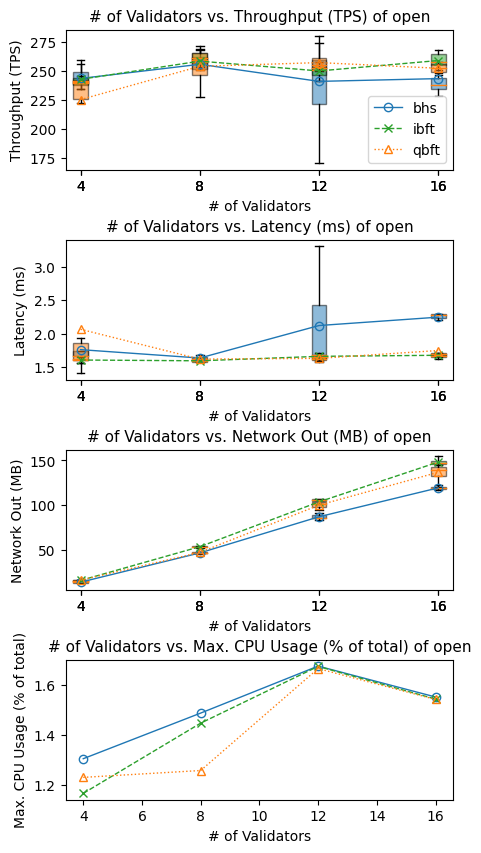 # of Validators vs. Throughput (TPS) of open
Throughput (TPS)
275
250
225
200
175
bhs
ibft
qbft
4 8 12 16
# of Validators
# of Validators vs. Latency (ms) of open
Latency (ms)
3.0
2.5
2.0
1.5
4 8 12 16
# of Validators
# of Validators vs. Network Out (MB) of open
Network Out (MB)
150
100
50
4 8 12 16
# of Validators
# of Validators vs. Max. CPU Usage (% of total) of open
Max. CPU Usage (% of total)
1.6
1.4
1.2
4 6 8 10 12 14 16
# of Validators